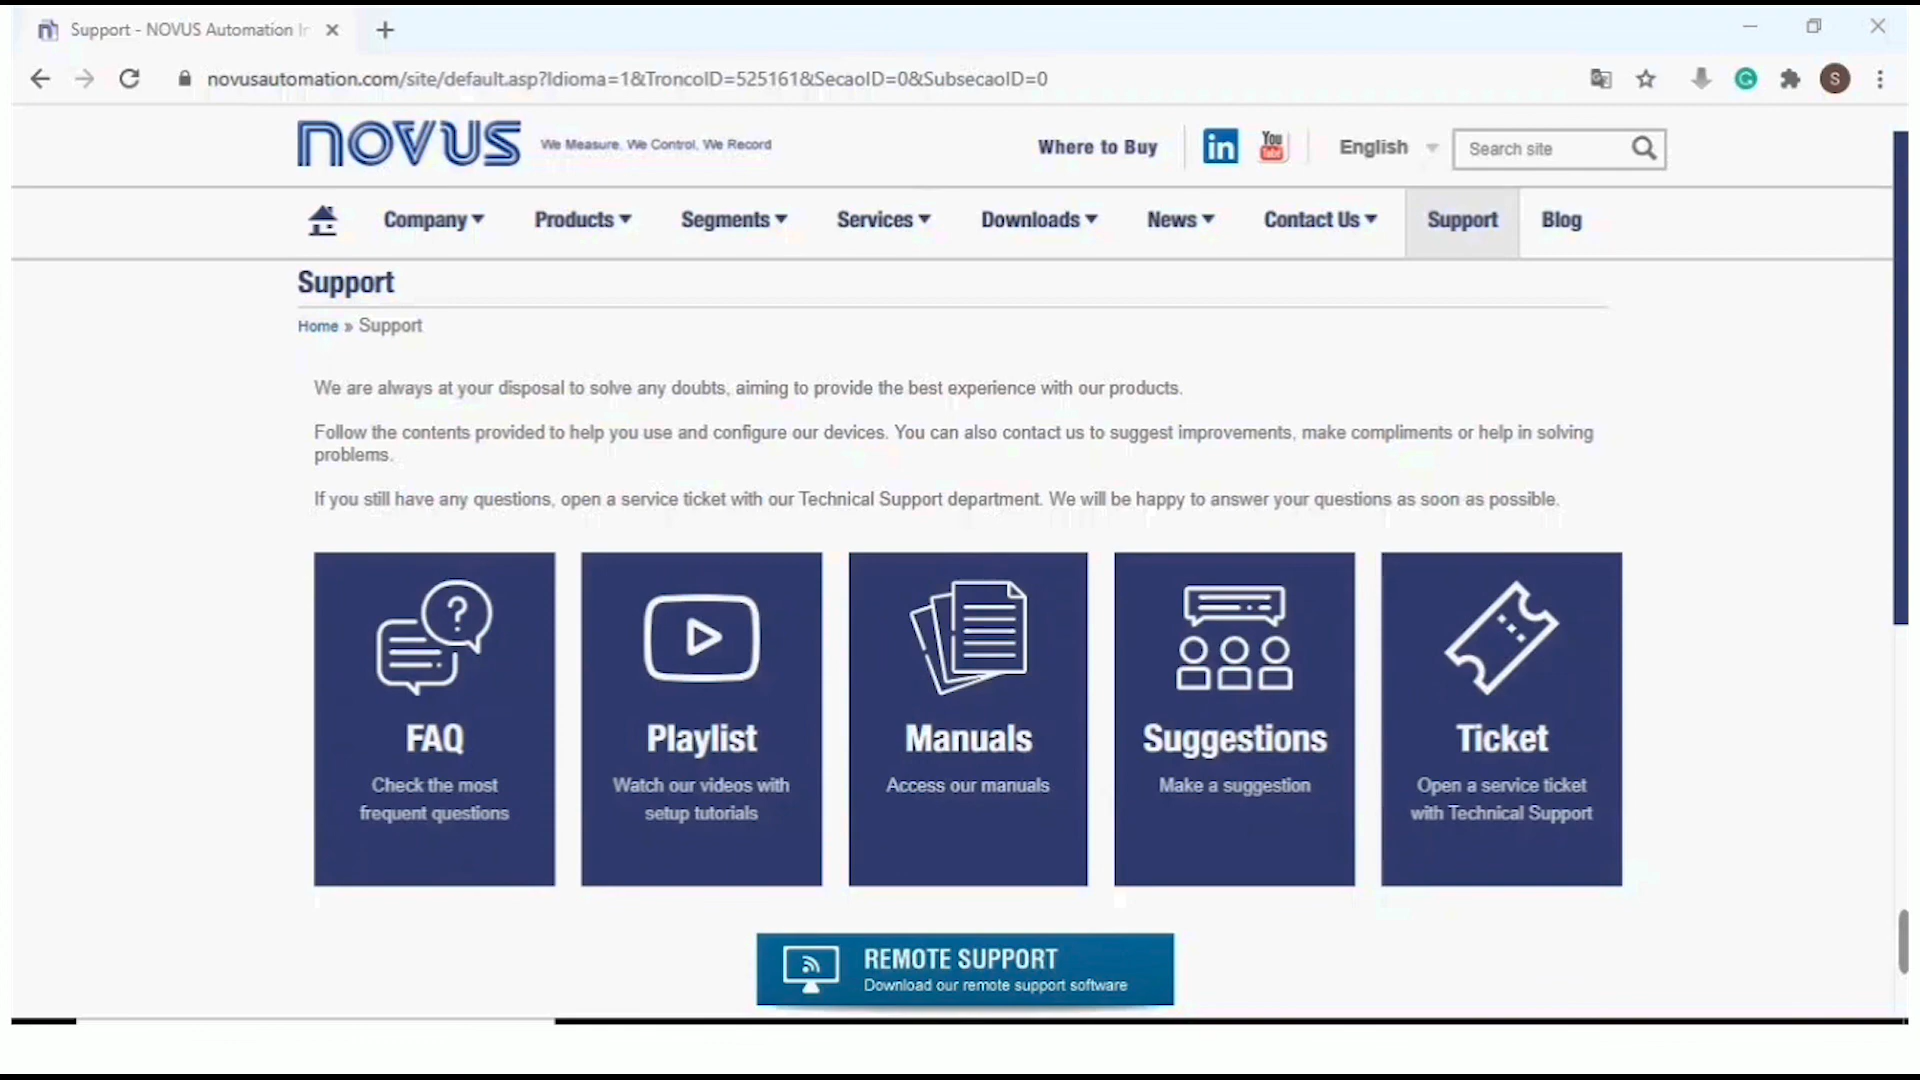 Support - NOVUS Automation In
novusautomation.com/site/default.asp?Idioma=1&TroncoID=525161&SecaoID=0&SubsecaoID=0
S
NOVUS We Measure, We Control, We Record
Where to Buy in You Tube English Search site
Company Products Segments Services Downloads News Contact Us Support Blog
Support
Home » Support
We are always at your disposal to solve any doubts, aiming to provide the best experience with our products.
Follow the contents provided to help you use and configure our devices. You can also contact us to suggest improvements, make compliments or help in solving
problems.
If you still have any questions, open a service ticket with our Technical Support department. We will be happy to answer your questions as soon as possible.
FAQ
Check the most
frequent questions
Playlist
Watch our videos with
setup tutorials
Manuals
Access our manuals
Suggestions
Make a suggestion
Ticket
Open a service ticket
with Technical Support
REMOTE SUPPORT
Download our remote support software